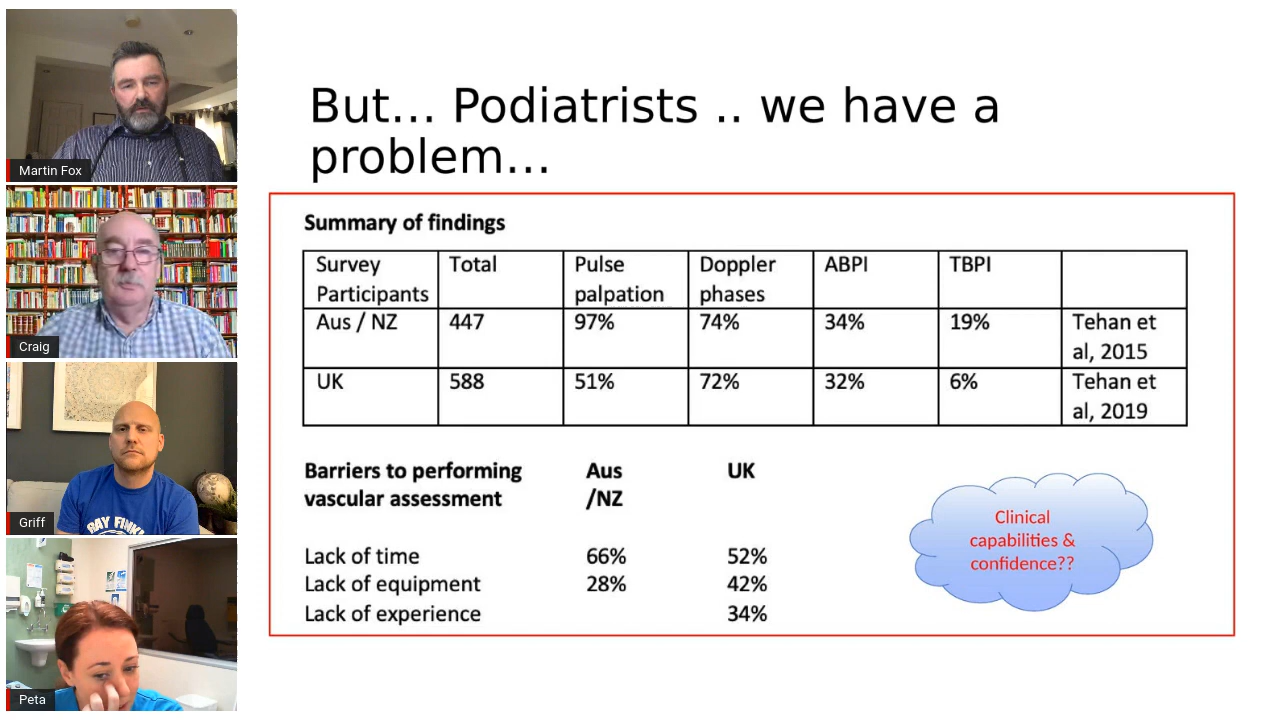 But... Podiatrists .. we have a
problem...
Summary of findings
Survey Participants Total Pulse palpation Doppler phases ABPI TBPI
Aus / NZ 447 97% 74% 34% 19% Tehan et al, 2015
UK 588 51% 72% 32% 6% Tehan et al, 2019
Barriers to performing vascular assessment Aus /NZ UK
Lack of time 66% 52%
Lack of equipment 28% 42%
Lack of experience 34%
Clinical
capabilities &
confidence??
Martin Fox
Craig
Griff
RAY FINKL
Peta